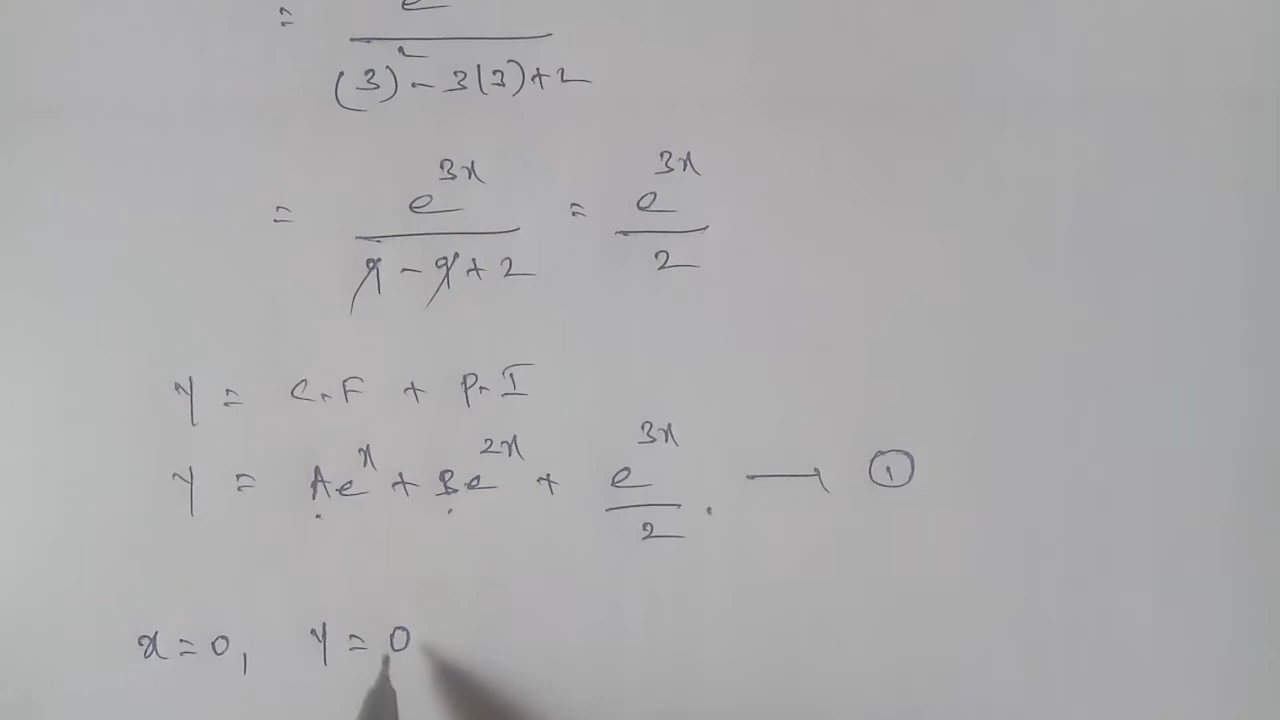 = e
(3)² - 3(3) + 2
= e^3x / 9 - 9 + 2 = e^3x / 2
Y = C.F + P.I
Y = Ae^x + Be^2x + e^3x / 2 . → ①
x = 0, Y = 0